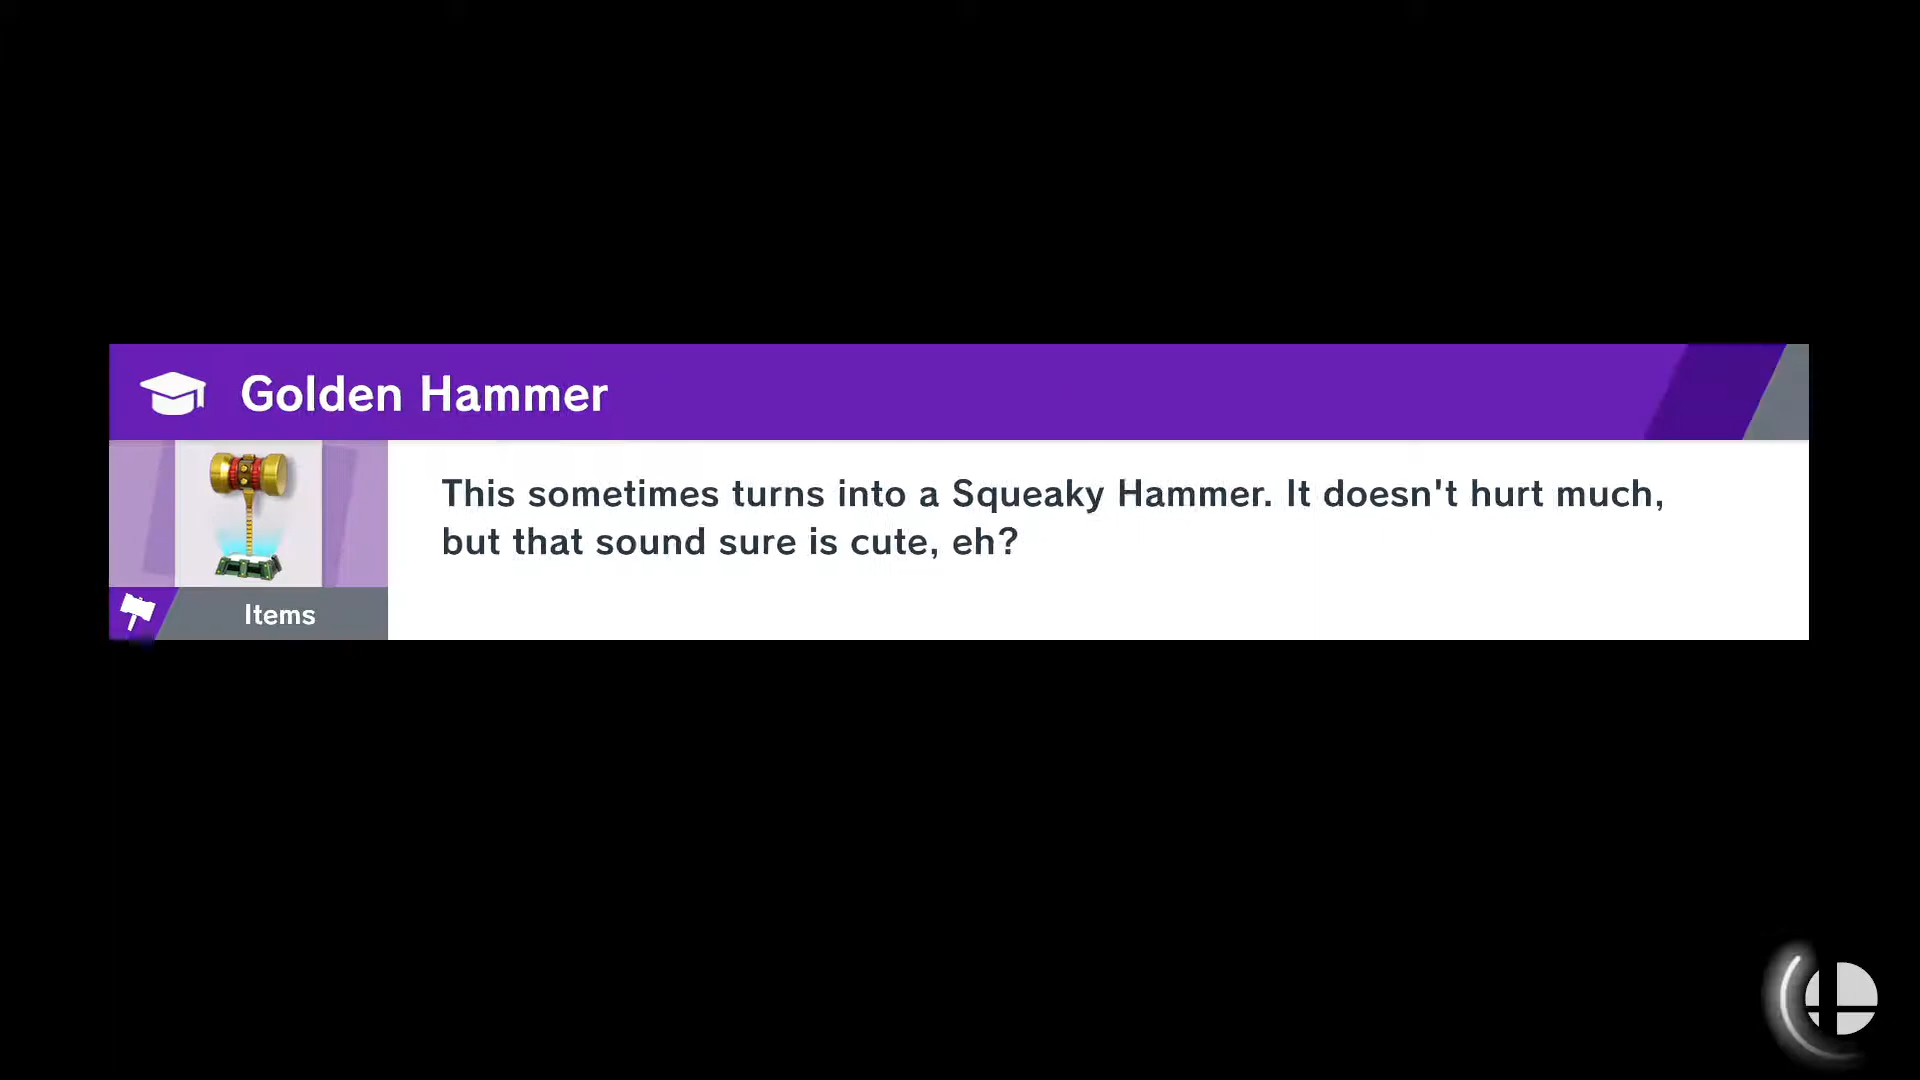 Golden Hammer
This sometimes turns into a Squeaky Hammer. It doesn't hurt much,
but that sound sure is cute, eh?
Items